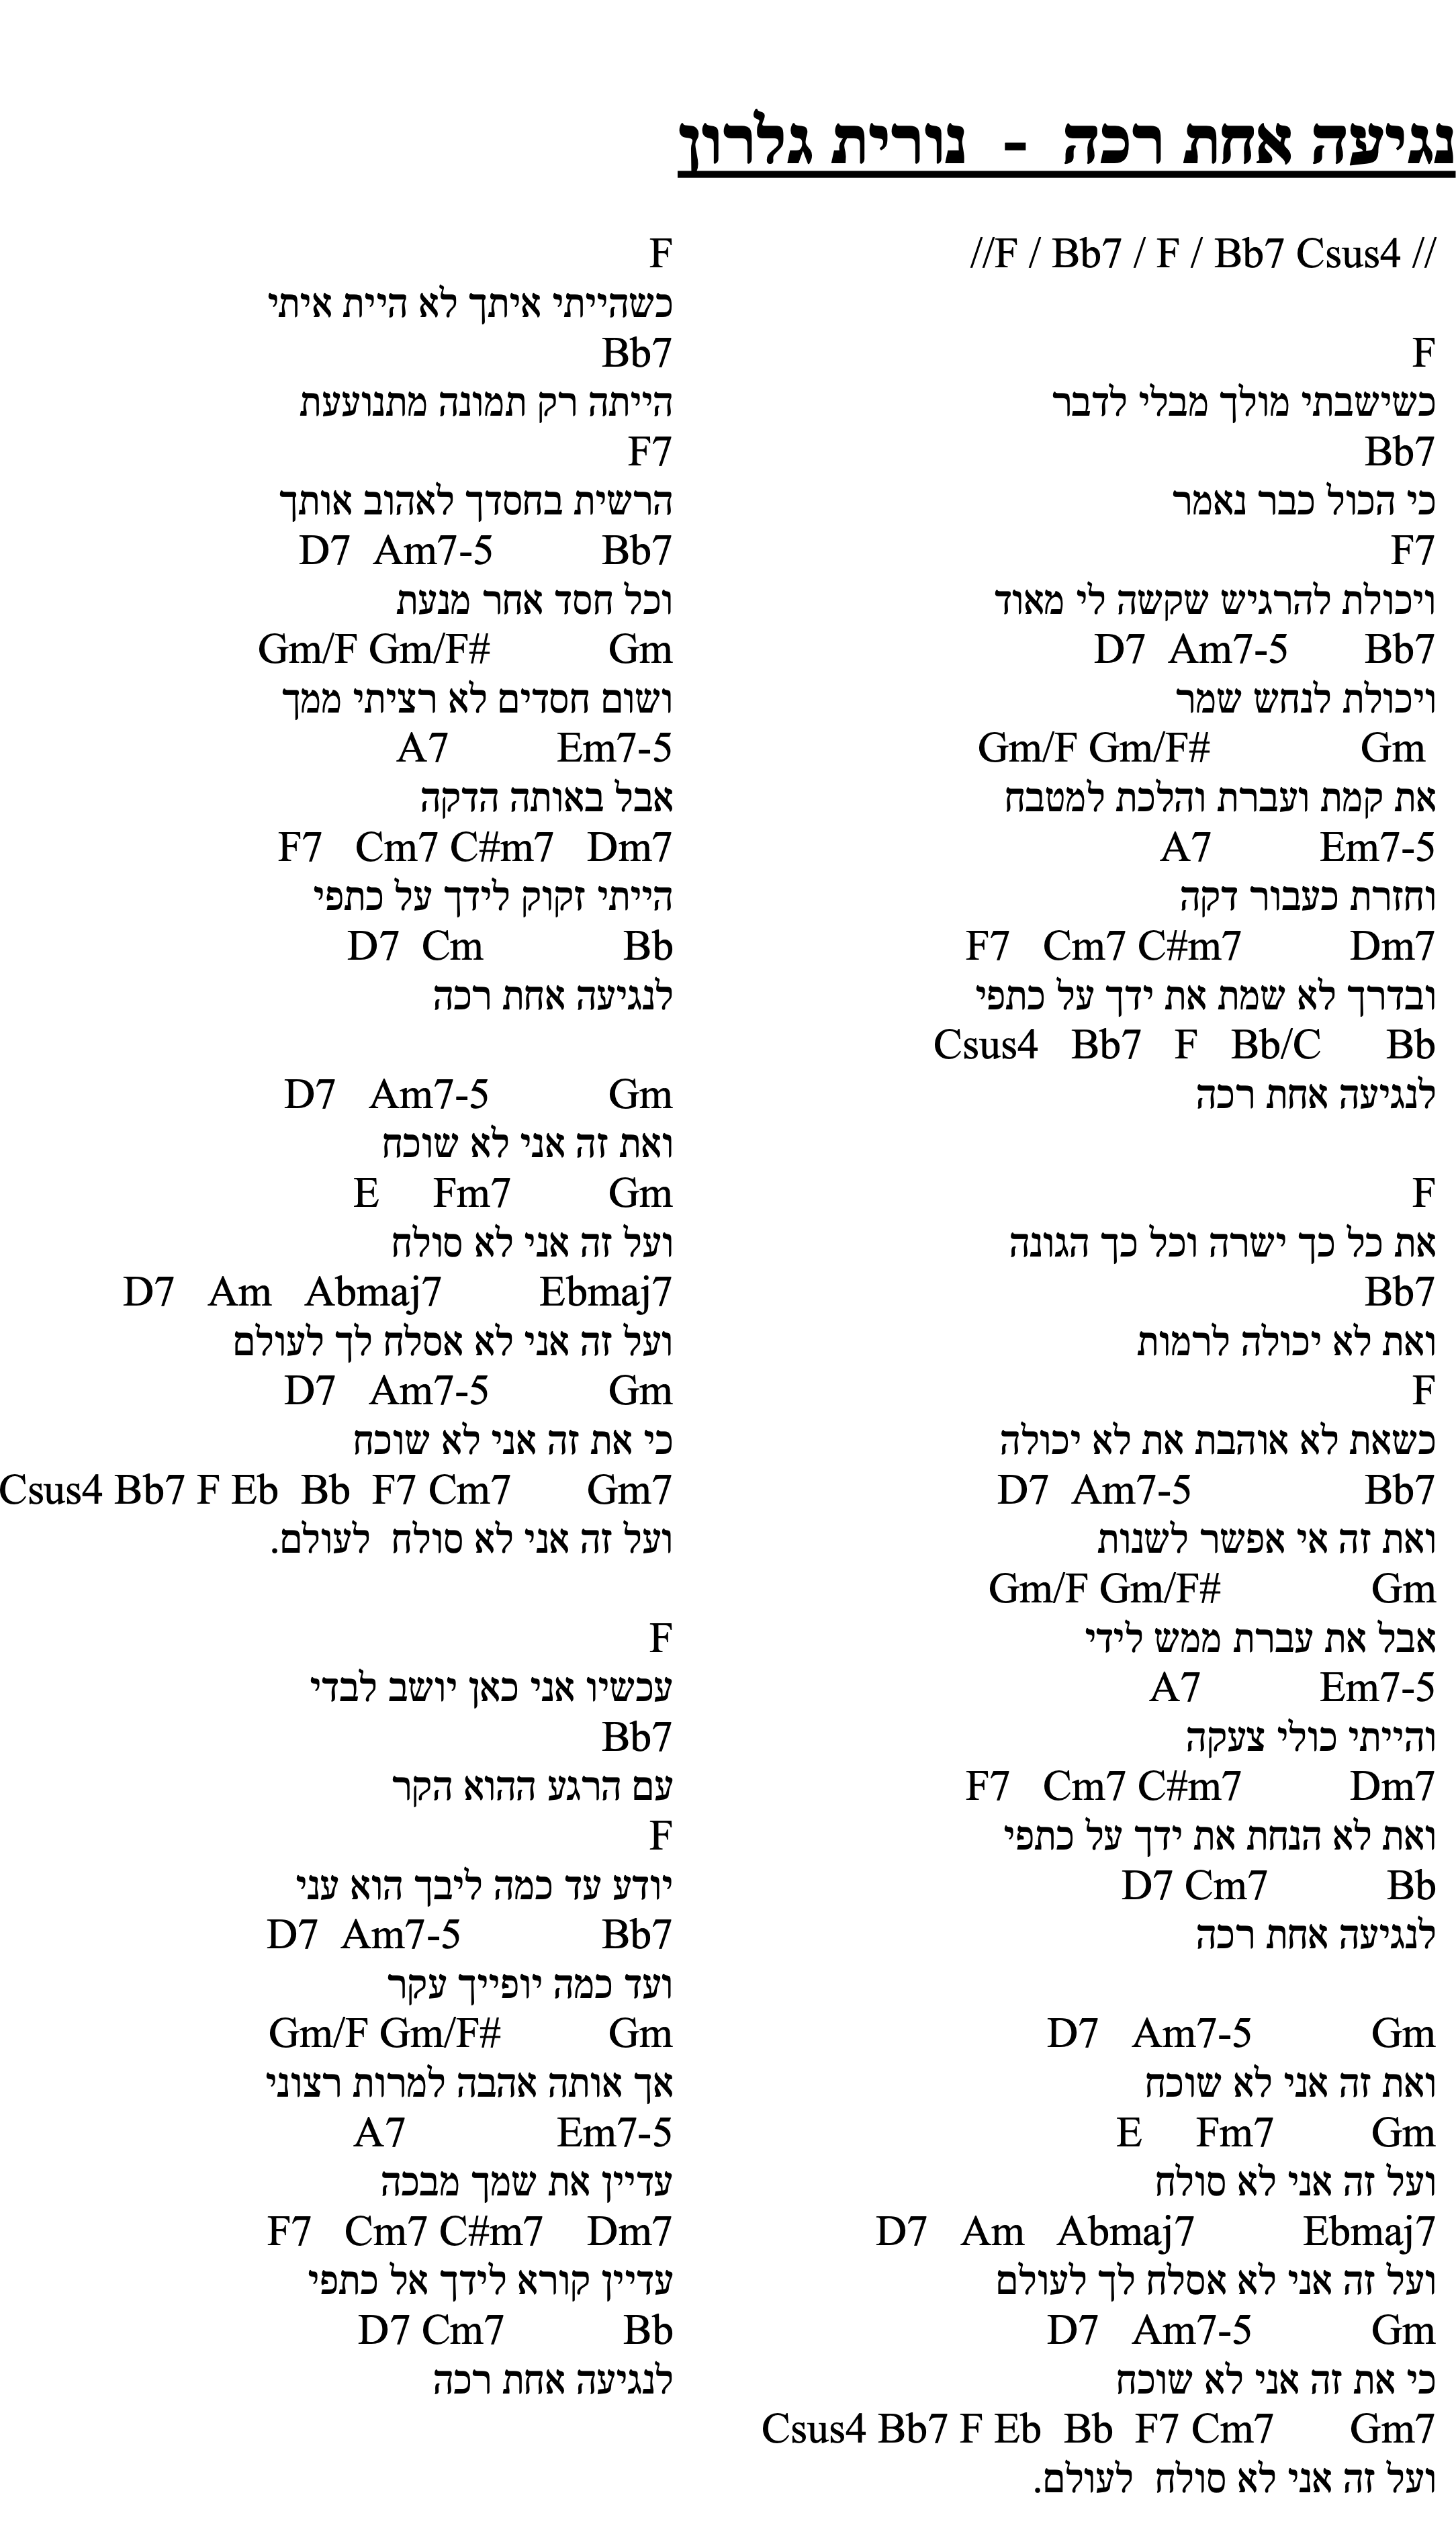 נגיעה אחת רכה - נורית גלרון
//F / Bb7 / F / Bb7 Csus4 //
F
כשישבתי מולך מבלי לדבר
Bb7
כי הכול כבר נאמר
F7
ויכולת להרגיש שקשה לי מאוד
D7 Am7-5 Bb7
ויכולת לנחש שמר
Gm/F Gm/F# Gm
את קמת ועברת והלכת למטבח
A7 Em7-5
וחזרת כעבור דקה
F7 Cm7 C#m7 Dm7
ובדרך לא שמת את ידך על כתפי
Csus4 Bb7 F Bb/C Bb
לנגיעה אחת רכה
F
את כל כך ישרה וכל כך הגונה
Bb7
ואת לא יכולה לרמות
F
כשאת לא אוהבת את לא יכולה
D7 Am7-5 Bb7
ואת זה אי אפשר לשנות
Gm/F Gm/F# Gm
אבל את עברת ממש לידי
A7 Em7-5
והייתי כולי צעקה
F7 Cm7 C#m7 Dm7
ואת לא הנחת את ידך על כתפי
D7 Cm7 Bb
לנגיעה אחת רכה
D7 Am7-5 Gm
ואת זה אני לא שוכח
E Fm7 Gm
ועל זה אני לא סולח
D7 Am Abmaj7 Ebmaj7
ועל זה אני לא אסלח לך לעולם
D7 Am7-5 Gm
כי את זה אני לא שוכח
Csus4 Bb7 F Eb Bb F7 Cm7 Gm7
ועל זה אני לא סולח לעולם.
F
כשהייתי איתך לא היית איתי
Bb7
הייתה רק תמונה מתנועעת
F7
הרשית בחסדך לאהוב אותך
D7 Am7-5 Bb7
וכל חסד אחר מנעת
Gm/F Gm/F# Gm
ושום חסדים לא רציתי ממך
A7 Em7-5
אבל באותה הדקה
F7 Cm7 C#m7 Dm7
הייתי זקוק לידך על כתפי
D7 Cm Bb
לנגיעה אחת רכה
D7 Am7-5 Gm
ואת זה אני לא שוכח
E Fm7 Gm
ועל זה אני לא סולח
D7 Am Abmaj7 Ebmaj7
ועל זה אני לא אסלח לך לעולם
D7 Am7-5 Gm
כי את זה אני לא שוכח
Csus4 Bb7 F Eb Bb F7 Cm7 Gm7
ועל זה אני לא סולח לעולם.
F
עכשיו אני כאן יושב לבדי
Bb7
עם הרגע ההוא הקר
F
יודע עד כמה ליבך הוא עני
D7 Am7-5 Bb7
ועד כמה יופייך עקר
Gm/F Gm/F# Gm
אך אותה אהבה למרות רצוני
A7 Em7-5
עדיין את שמך מבכה
F7 Cm7 C#m7 Dm7
עדיין קורא לידך אל כתפי
D7 Cm7 Bb
לנגיעה אחת רכה